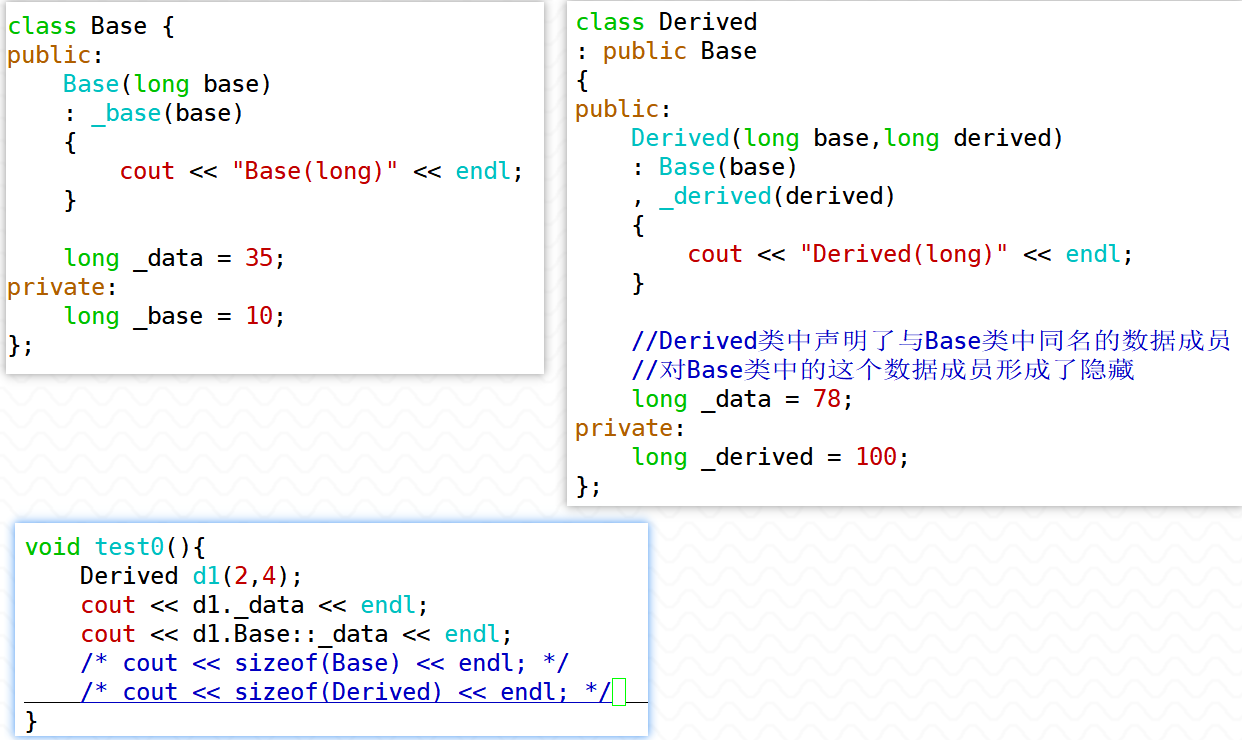 class Base {
public:
    Base(long base)
    : _base(base)
    {
        cout << "Base(long)" << endl;
    }

    long _data = 35;
private:
    long _base = 10;
};
class Derived
: public Base
{
public:
    Derived(long base,long derived)
    : Base(base)
    , _derived(derived)
    {
        cout << "Derived(long)" << endl;
    }

    //Derived类中声明了与Base类中同名的数据成员
    //对Base类中的这个数据成员形成了隐藏
    long _data = 78;
private:
    long _derived = 100;
};
void test0(){
    Derived d1(2,4);
    cout << d1._data << endl;
    cout << d1.Base::_data << endl;
    /* cout << sizeof(Base) << endl; */
    /* cout << sizeof(Derived) << endl; */
}